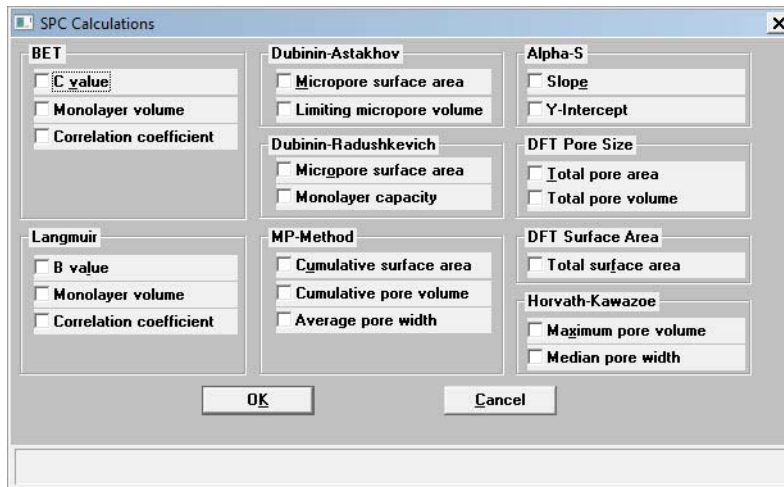 SPC Calculations
BET
C value
Monolayer volume
Correlation coefficient
Dubinin-Astakhov
Micropore surface area
Limiting micropore volume
Dubinin-Radushkevich
Micropore surface area
Monolayer capacity
Alpha-S
Slope
Y-Intercept
DFT Pore Size
Total pore area
Total pore volume
Langmuir
B value
Monolayer volume
Correlation coefficient
MP-Method
Cumulative surface area
Cumulative pore volume
Average pore width
DFT Surface Area
Total surface area
Horvath-Kawazoe
Maximum pore volume
Median pore width
OK
Cancel